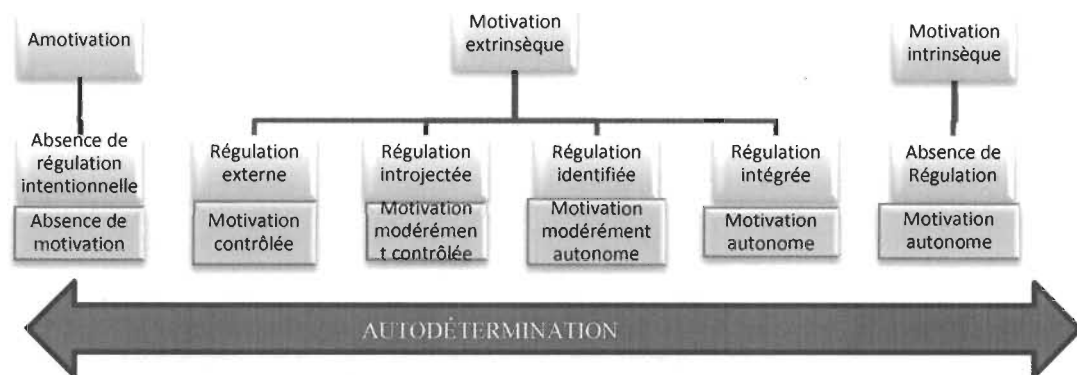 Amotivation
Motivation
extrinsèque
Motivation
intrinsèque
Absence de
régulation
intentionnelle
Absence de
motivation
Régulation
externe
Motivation
contrôlée
Régulation
introjectée
Motivation
modérémen
t contrôlée
Régulation
identifiée
Motivation
modérément
autonome
Régulation
intégrée
Motivation
autonome
Absence de
Régulation
Motivation
autonome
AUTODÉTERMINATION